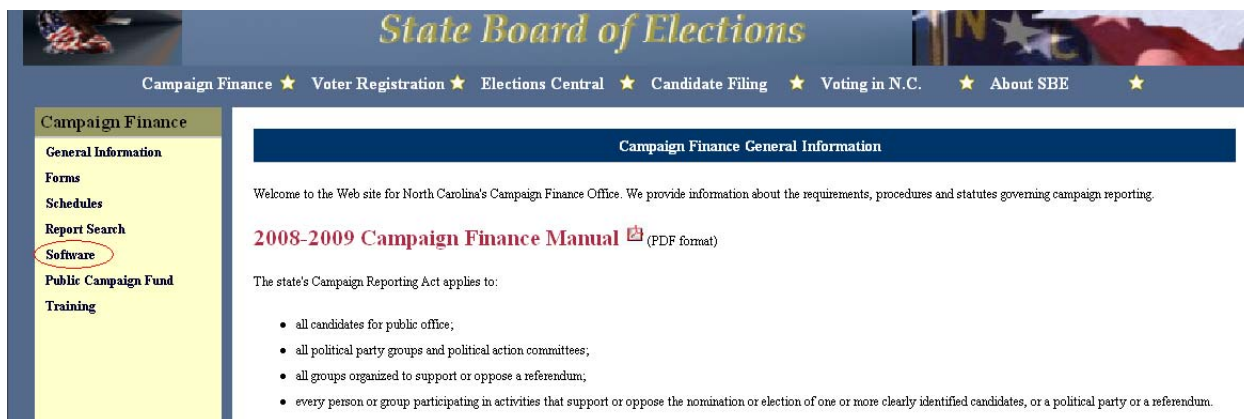 State Board of Elections
N C
Campaign Finance Voter Registration Elections Central Candidate Filing Voting in N.C. About SBE
Campaign Finance
General Information
Forms
Schedules
Report Search
Software
Public Campaign Fund
Training
Campaign Finance General Information
Welcome to the Web site for North Carolina's Campaign Finance Office. We provide information about the requirements, procedures and statutes governing campaign reporting.
2008-2009 Campaign Finance Manual (PDF format)
The state's Campaign Reporting Act applies to:
• all candidates for public office;
• all political party groups and political action committees;
• all groups organized to support or oppose a referendum;
• every person or group participating in activities that support or oppose the nomination or election of one or more clearly identified candidates, or a political party or a referendum.